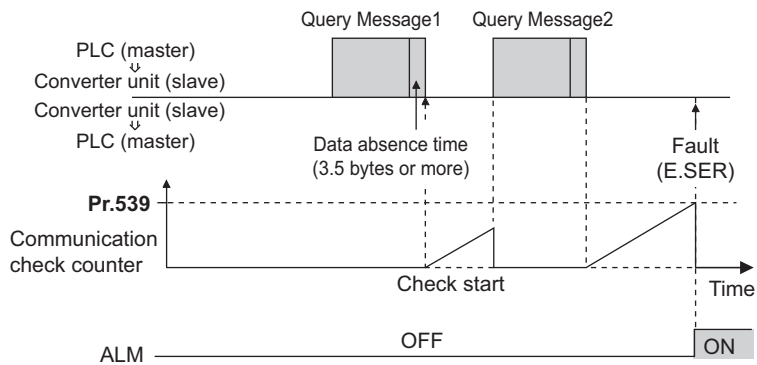 Query Message1
Query Message2
PLC (master)
⇩
Converter unit (slave)
Converter unit (slave)
⇩
PLC (master)
Data absence time
(3.5 bytes or more)
Fault
(E.SER)
Pr.539
Communication
check counter
Check start
Time
ALM
OFF
ON